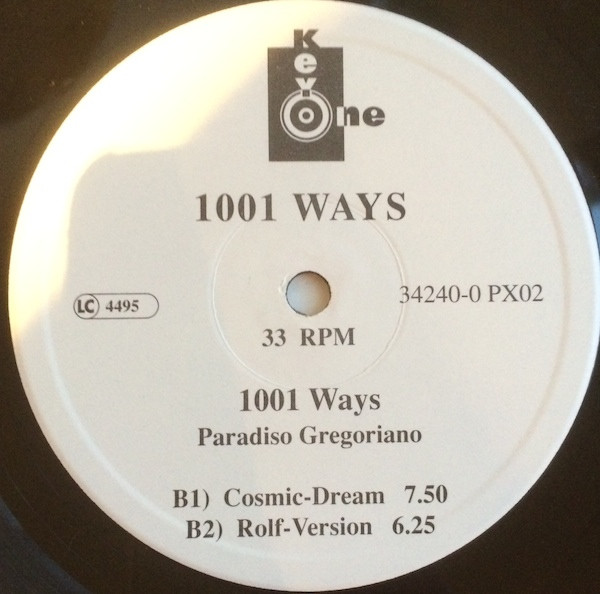 Key One
1001 WAYS
LC 4495
34240-0 PX02
33 RPM
1001 Ways
Paradiso Gregoriano
B1) Cosmic-Dream 7.50
B2) Rolf-Version 6.25